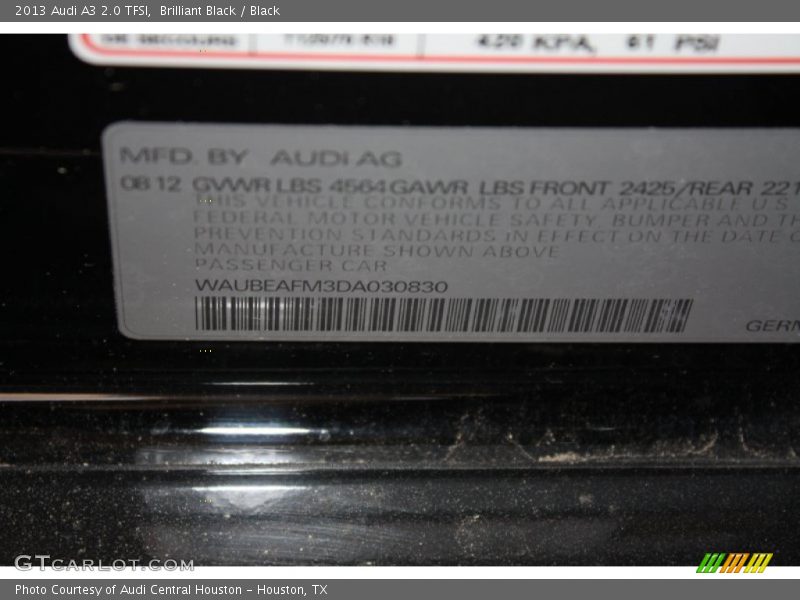 2013 Audi A3 2.0 TFSI, Brilliant Black / Black
420 KPA, 61 PSI
MFD. BY AUDI AG
08 12 GVWR LBS 4564 GAWR LBS FRONT 2425/REAR 221
THIS VEHICLE CONFORMS TO ALL APPLICABLE U.S
FEDERAL MOTOR VEHICLE SAFETY, BUMPER AND TH
PREVENTION STANDARDS IN EFFECT ON THE DATE O
MANUFACTURE SHOWN ABOVE
PASSENGER CAR
WAUBEAFM3DA030830
GERM
GTCARLOT.COM
Photo Courtesy of Audi Central Houston - Houston, TX